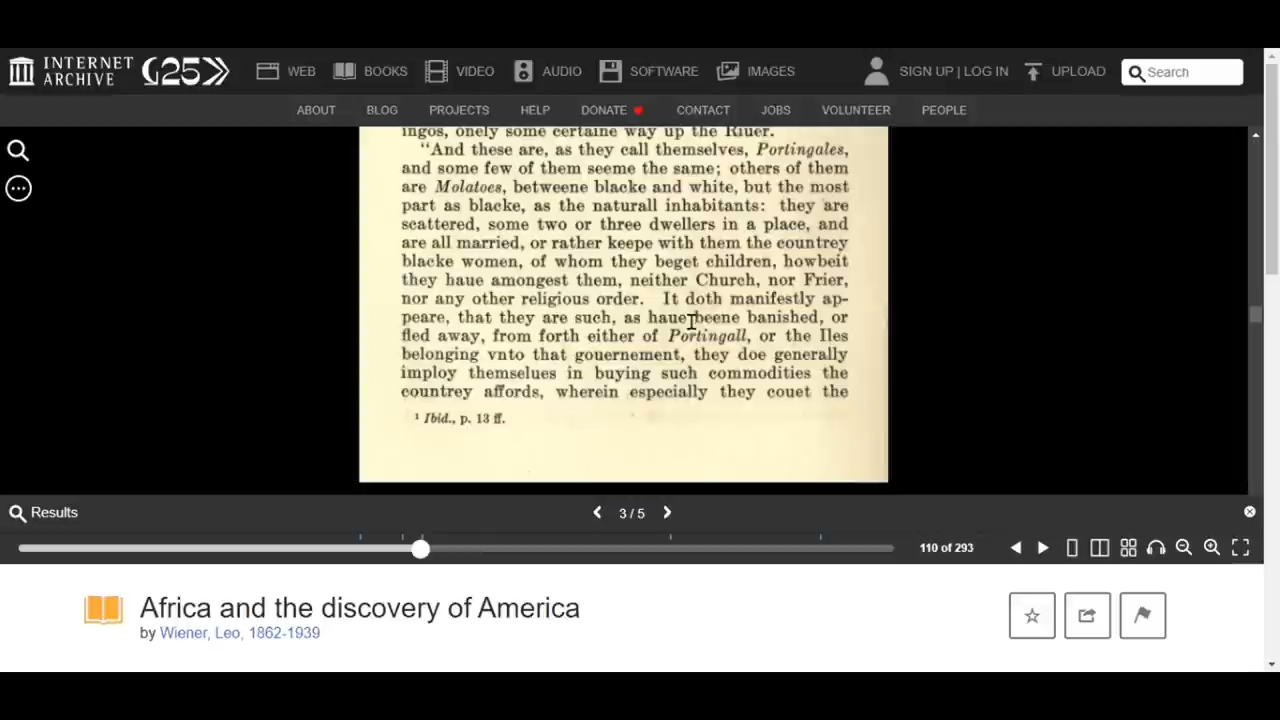 INTERNET ARCHIVE
25
WEB
BOOKS
VIDEO
AUDIO
SOFTWARE
IMAGES
SIGN UP | LOG IN
UPLOAD
Search
ABOUT
BLOG
PROJECTS
HELP
DONATE
CONTACT
JOBS
VOLUNTEER
PEOPLE
ingos, onely some certaine way up the Riuer.
“And these are, as they call themselves, Portingales,
and some few of them seeme the same; others of them
are Molatoes, betweene blacke and white, but the most
part as blacke, as the naturall inhabitants: they are
scattered, some two or three dwellers in a place, and
are all married, or rather keepe with them the countrey
blacke women, of whom they beget children, howbeit
they haue amongest them, neither Church, nor Frier,
nor any other religious order. It doth manifestly ap-
peare, that they are such, as haue beene banished, or
fled away, from forth either of Portingall, or the Iles
belonging vnto that gouernement, they doe generally
imploy themselues in buying such commodities the
countrey affords, wherein especially they couet the
¹ Ibid., p. 13 ff.
Results
3 / 5
110 of 293
Africa and the discovery of America
by Wiener, Leo, 1862-1939